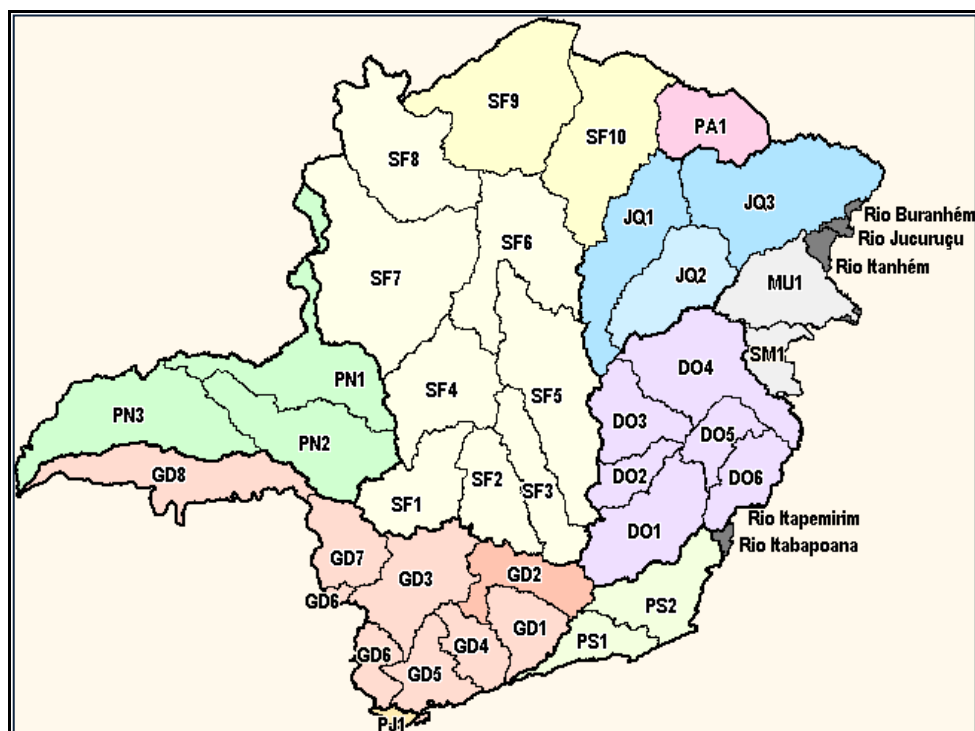 SF9
PA1
SF10
SF8
JQ3
Rio Buranhém
JQ1
Rio Jucuruçu
SF6
Rio Itanhém
SF7
JQ2
MU1
SM1
DO4
PN1
SF4
SF5
PN3
DO3
DO5
PN2
GD8
SF2
DO2
DO6
SF3
SF1
Rio Itapemirim
DO1
Rio Itabapoana
GD7
GD3
GD2
GD6
PS2
GD1
PS1
GD4
GD6
GD5
PJ1